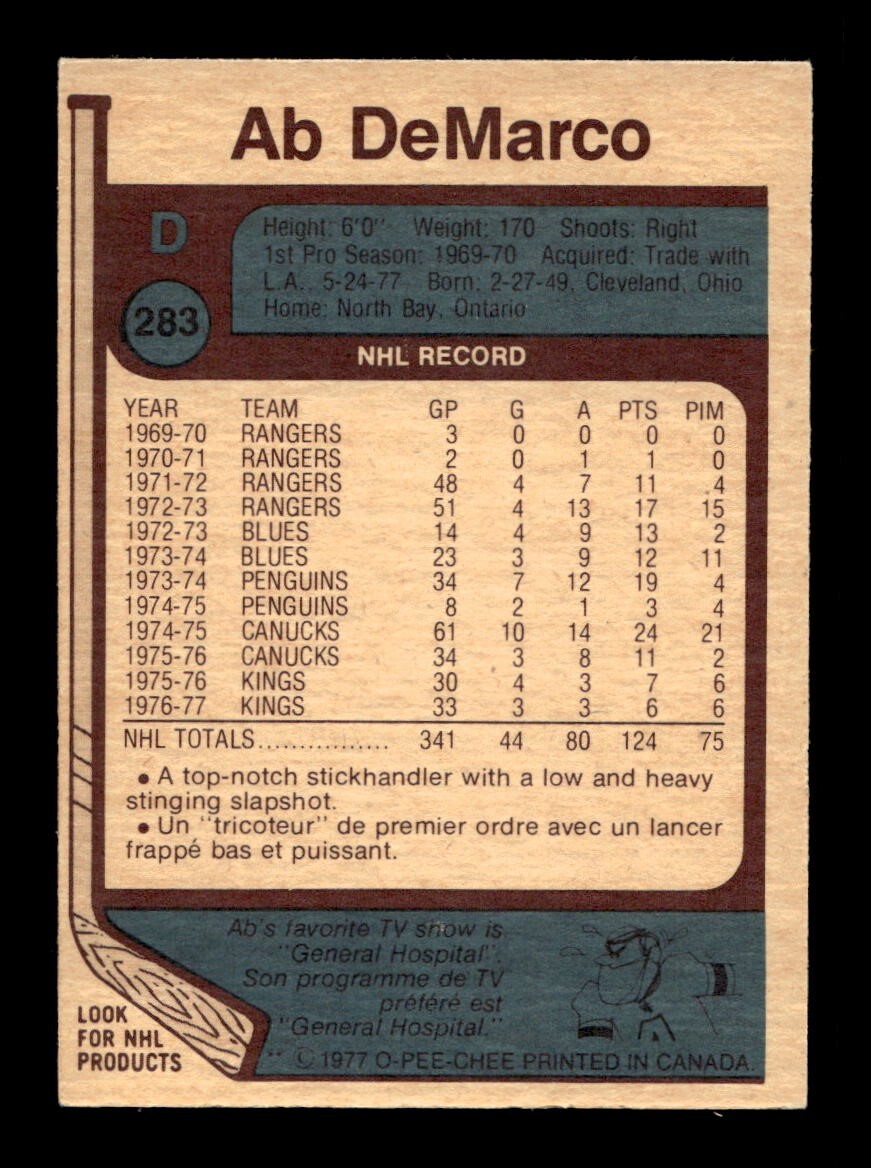 Ab DeMarco
D
Height: 6'0" Weight: 170 Shoots: Right
1st Pro Season: 1969-70 Acquired: Trade with
L.A., 5-24-77 Born: 2-27-49, Cleveland, Ohio
Home: North Bay, Ontario
283
NHL RECORD
YEAR TEAM GP G A PTS PIM
1969-70 RANGERS 3 0 0 0 0
1970-71 RANGERS 2 0 1 1 0
1971-72 RANGERS 48 4 7 11 4
1972-73 RANGERS 51 4 13 17 15
1972-73 BLUES 14 4 9 13 2
1973-74 BLUES 23 3 9 12 11
1973-74 PENGUINS 34 7 12 19 4
1974-75 PENGUINS 8 2 1 3 4
1974-75 CANUCKS 61 10 14 24 21
1975-76 CANUCKS 34 3 8 11 2
1975-76 KINGS 30 4 3 7 6
1976-77 KINGS 33 3 3 6 6
NHL TOTALS................ 341 44 80 124 75
• A top-notch stickhandler with a low and heavy
stinging slapshot.
• Un "tricoteur" de premier ordre avec un lancer
frappé bas et puissant.
Ab's favorite TV show is
"General Hospital".
Son programme de TV
préféré est
"General Hospital."
LOOK
FOR NHL
PRODUCTS
** © 1977 O-PEE-CHEE PRINTED IN CANADA.